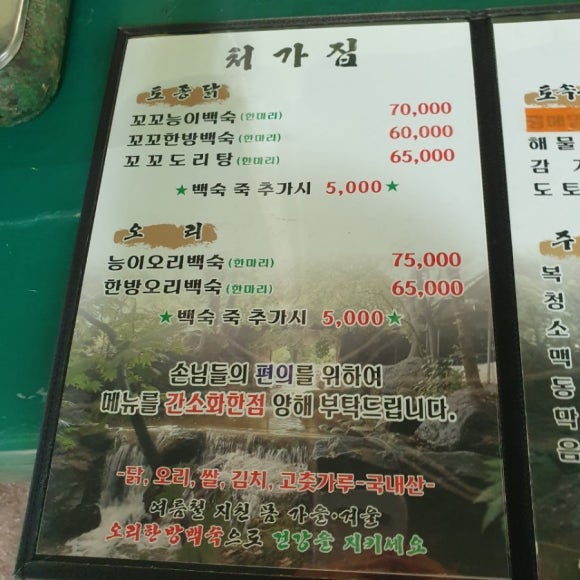 처가집
토종닭
꼬꼬능이백숙(한마리) 70,000
꼬꼬한방백숙(한마리) 60,000
꼬꼬도리탕(한마리) 65,000
★백숙 죽 추가시 5,000★
오 리
능이오리백숙(한마리) 75,000
한방오리백숙(한마리) 65,000
★백숙 죽 추가시 5,000★
손님들의 편의를 위하여
메뉴를 간소화한점 양해 부탁드립니다.
-닭, 오리, 쌀, 김치, 고춧가루-국내산-
여름철 지친 몸 가을·겨울
오리한방백숙으로 건강을 지키세요
토속
해물
감
도토
주
복
청
소
맥
동
막
음